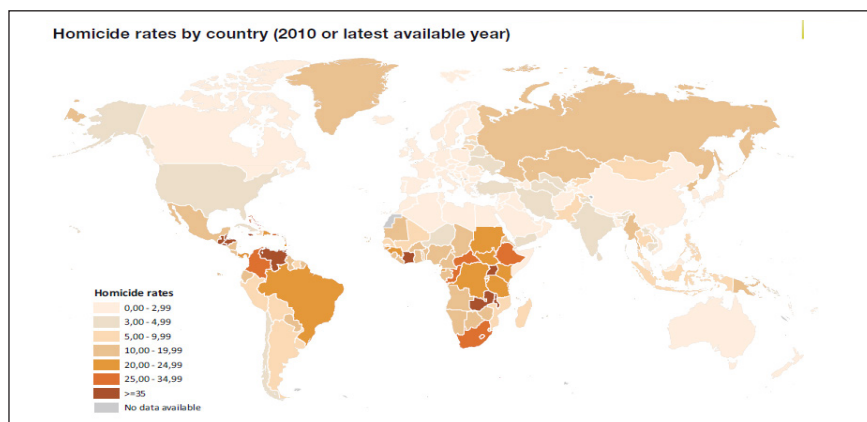 Homicide rates by country (2010 or latest available year)
Homicide rates
0,00 - 2,99
3,00 - 4,99
5,00 - 9,99
10,00 - 19,99
20,00 - 24,99
25,00 - 34,99
>=35
No data available